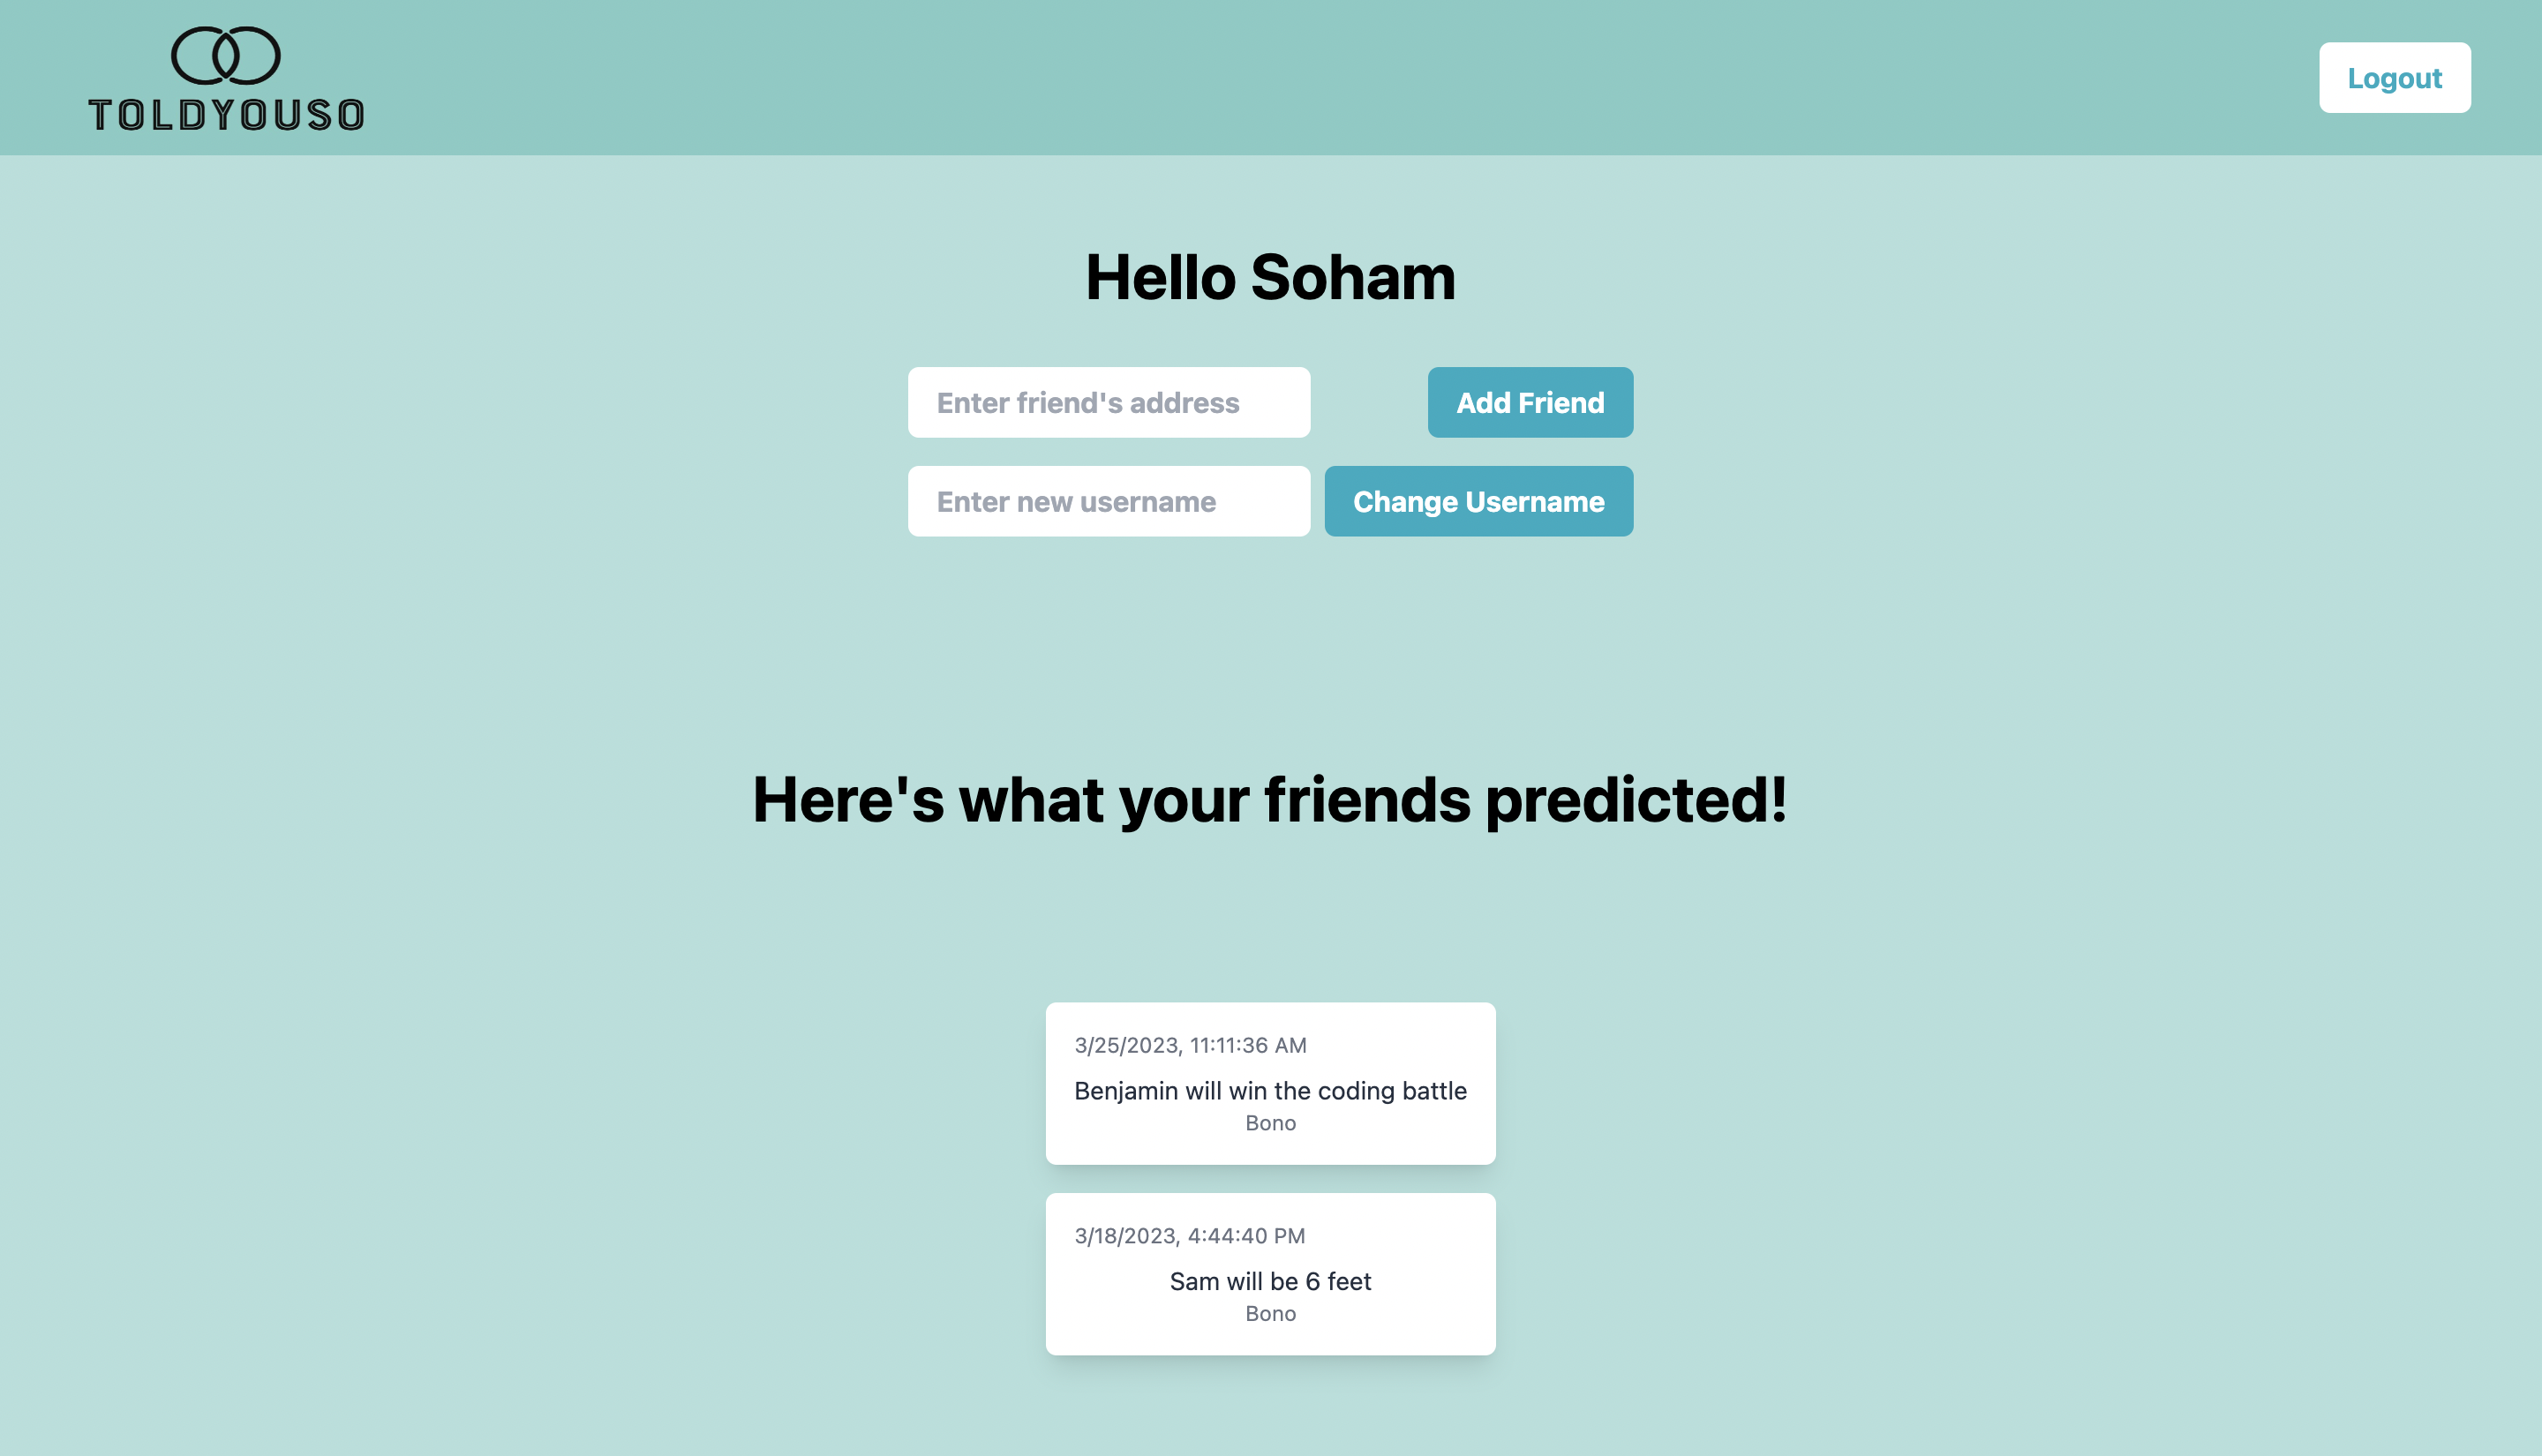 TOLDYOUSO
Logout
Hello Soham
Enter friend's address
Add Friend
Enter new username
Change Username
Here's what your friends predicted!
3/25/2023, 11:11:36 AM
Benjamin will win the coding battle
Bono
3/18/2023, 4:44:40 PM
Sam will be 6 feet
Bono